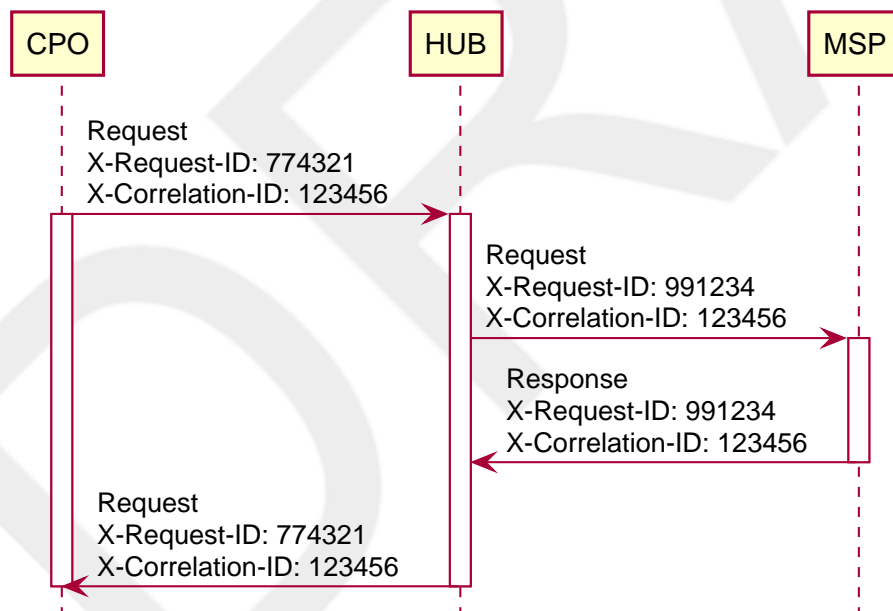 CPO
HUB
MSP
Request
X-Request-ID: 774321
X-Correlation-ID: 123456
Request
X-Request-ID: 991234
X-Correlation-ID: 123456
Response
X-Request-ID: 991234
X-Correlation-ID: 123456
Request
X-Request-ID: 774321
X-Correlation-ID: 123456